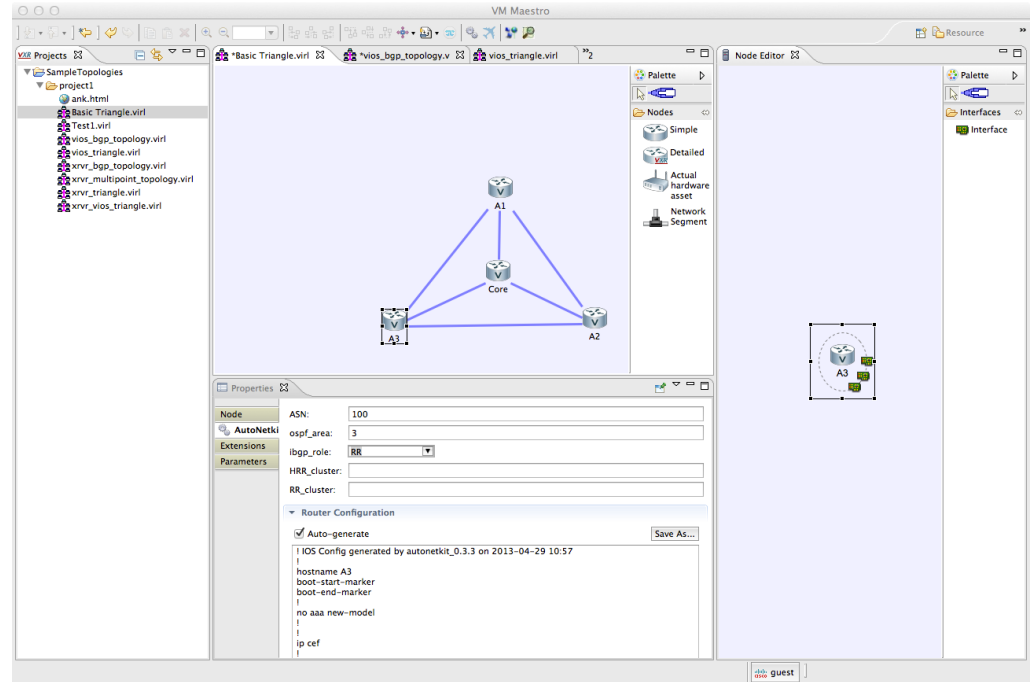 VM Maestro
Resource
»
VXR Projects
SampleTopologies
project1
ank.html
Basic Triangle.virl
Test1.virl
vios_bgp_topology.virl
vios_triangle.virl
xrvr_bgp_topology.virl
xrvr_multipoint_topology.virl
xrvr_triangle.virl
xrvr_vios_triangle.virl
*Basic Triangle.virl
*vios_bgp_topology.v
vios_triangle.virl
»2
A1
Core
A3
A2
Palette
Nodes
Simple
VXR
Detailed
Actual
hardware
asset
Network
Segment
Properties
Node
AutoNetki
Extensions
Parameters
ASN: 100
ospf_area: 3
ibgp_role: RR
HRR_cluster:
RR_cluster:
Router Configuration
Auto-generate
Save As...
! IOS Config generated by autonetkit_0.3.3 on 2013-04-29 10:57
!
hostname A3
boot-start-marker
boot-end-marker
!
no aaa new-model
!
!
ip cef
!
Node Editor
A3
Palette
Interfaces
Interface
cisco guest